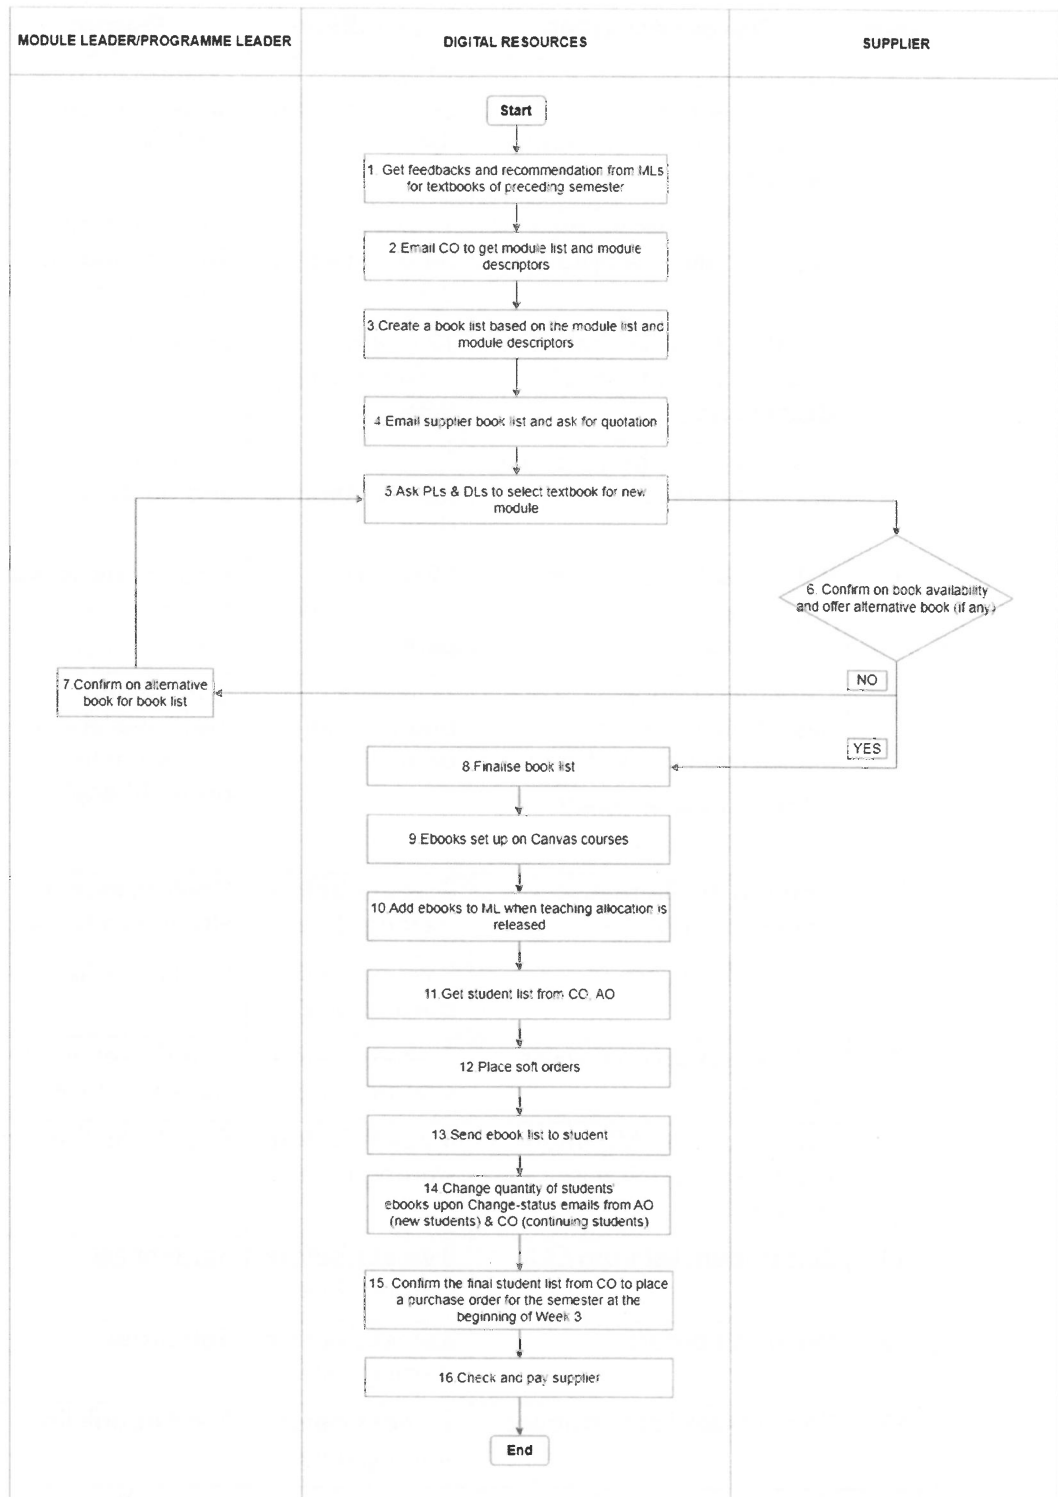 MODULE LEADER/PROGRAMME LEADER
DIGITAL RESOURCES
SUPPLIER
Start
1. Get feedbacks and recommendation from MLs
for textbooks of preceding semester
2.Email CO to get module list and module
descriptors
3.Create a book list based on the module list and
module descriptors
4.Email supplier book list and ask for quotation
5.Ask PLs & DLs to select textbook for new
module
6. Confirm on book availability
and offer alternative book (if any)
7.Confirm on alternative
book for book list
NO
YES
8.Finalise book list
9.Ebooks set up on Canvas courses
10.Add ebooks to ML when teaching allocation is
released
11.Get student list from CO, AO
12.Place soft orders
13.Send ebook list to student
14.Change quantity of students'
ebooks upon Change-status emails from AO
(new students) & CO (continuing students)
15. Confirm the final student list from CO to place
a purchase order for the semester at the
beginning of Week 3
16.Check and pay supplier
End